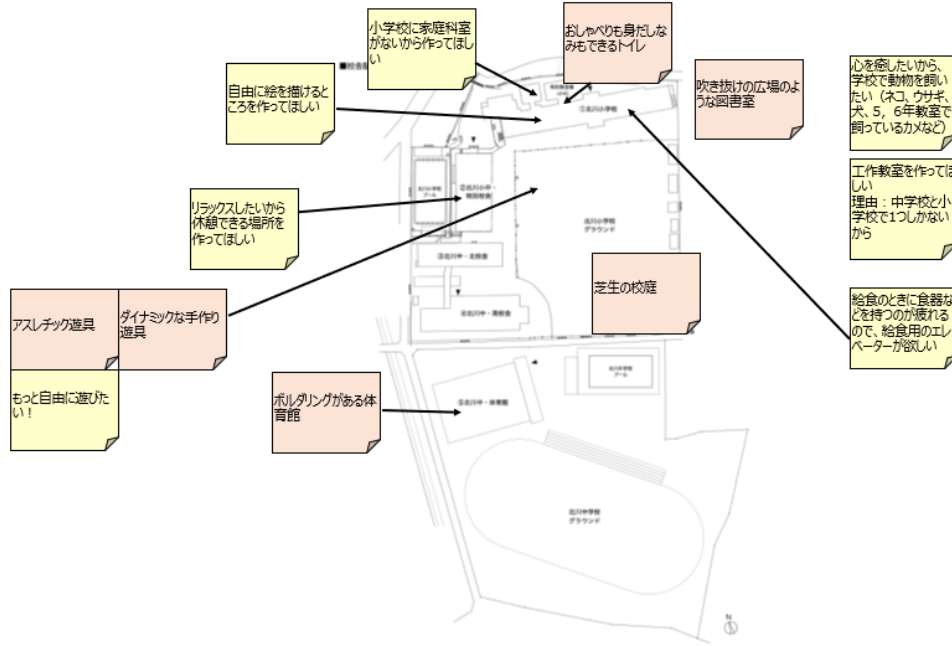 小学校に家庭科室
がないから作ってほし
い
おしゃべりも身だしな
みもできるトイレ
自由に絵を描けると
ころを作ってほしい
吹き抜けの広場のよ
うな図書室
心を癒したいから、
学校で動物を飼い
たい（ネコ、ウサギ、
犬、5，6年教室で
飼っているカメなど）
工作教室を作ってほ
しい
理由：中学校と小
学校で1つしかない
から
リラックスしたいから
休憩できる場所を
作ってほしい
芝生の校庭
給食のときに食器な
どを持つのが疲れる
ので、給食用のエレ
ベーターが欲しい
アスレチック遊具
ダイナミックな手作り
遊具
もっと自由に遊びた
い！
ボルダリングがある体
育館
①北川小学校
北川小学校
グラウンド
③北川中・北校舎
④北川中・南校舎
⑤北川中・体育館
北川中学校
プール
北川中学校
グラウンド
N